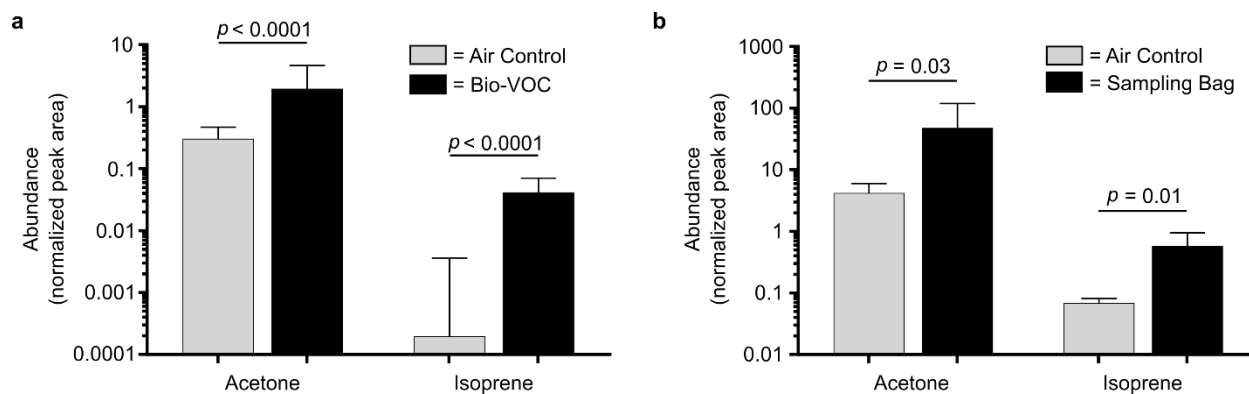 a
p < 0.0001
= Air Control
= Bio-VOC
p < 0.0001
Abundance
(normalized peak area)
10
1
0.1
0.01
0.001
0.0001
Acetone
Isoprene
b
p = 0.03
= Air Control
= Sampling Bag
p = 0.01
Abundance
(normalized peak area)
1000
100
10
1
0.1
0.01
Acetone
Isoprene